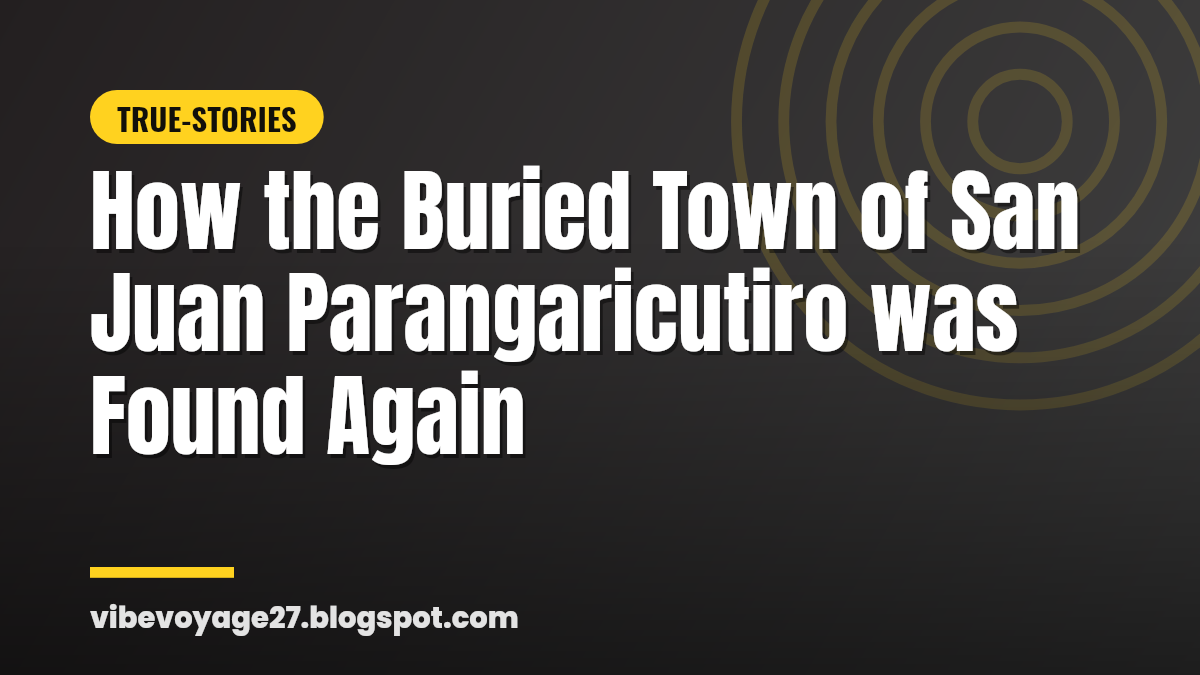 TRUE-STORIES
How the Buried Town of San
Juan Parangaricutiro was
Found Again
vibevoyage27.blogspot.com